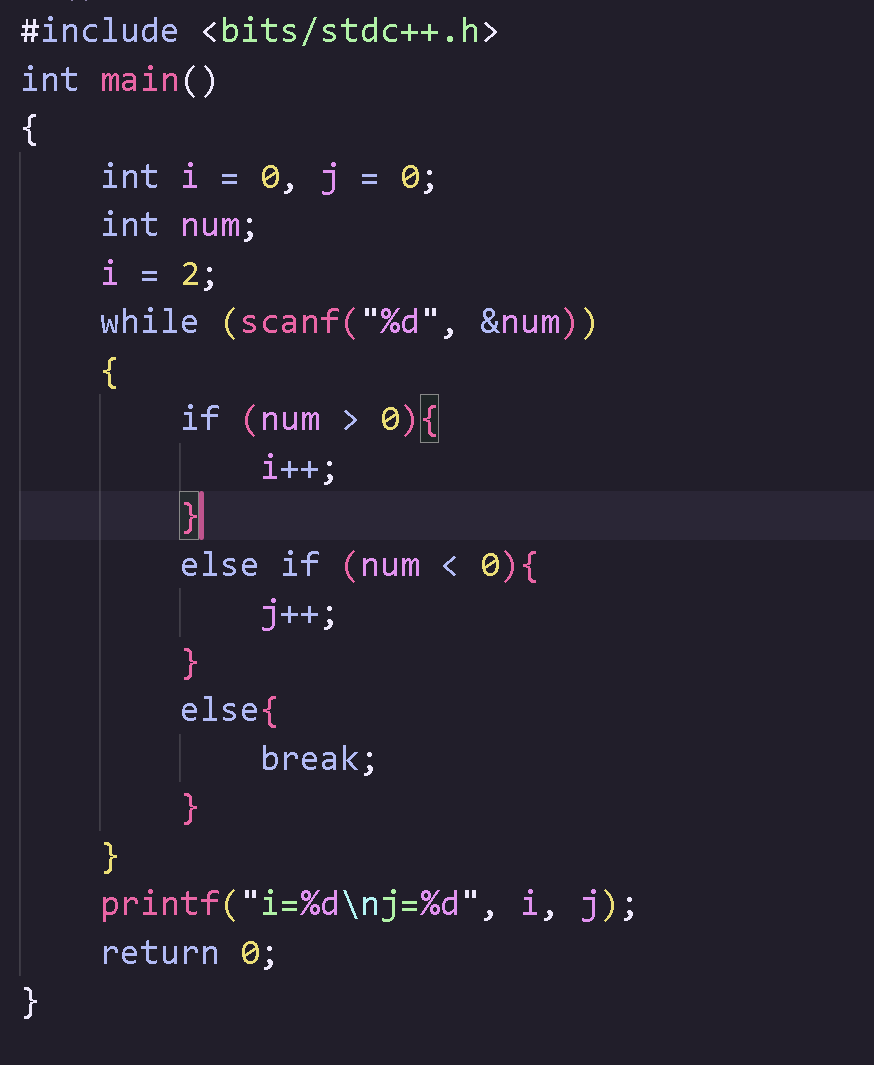 #include <bits/stdc++.h>
int main()
{
    int i = 0, j = 0;
    int num;
    i = 2;
    while (scanf("%d", &num))
    {
        if (num > 0){
            i++;
        }
        else if (num < 0){
            j++;
        }
        else{
            break;
        }
    }
    printf("i=%d\nj=%d", i, j);
    return 0;
}